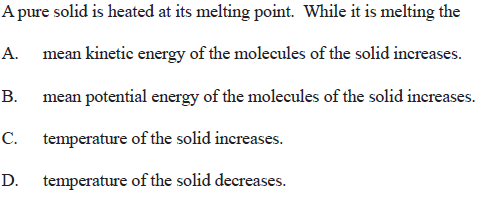 A pure solid is heated at its melting point.  While it is melting the
A. mean kinetic energy of the molecules of the solid increases.
B. mean potential energy of the molecules of the solid increases.
C. temperature of the solid increases.
D. temperature of the solid decreases.